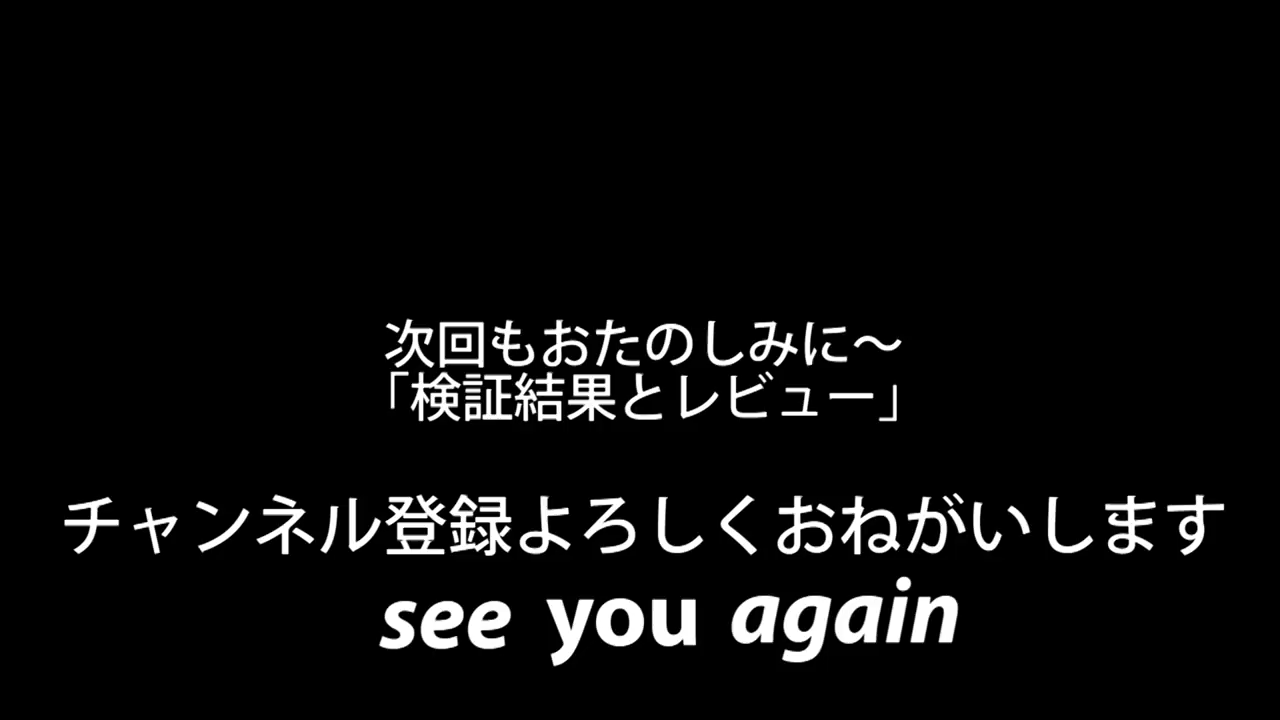 次回もおたのしみに～
「検証結果とレビュー」
チャンネル登録よろしくおねがいします
see you again